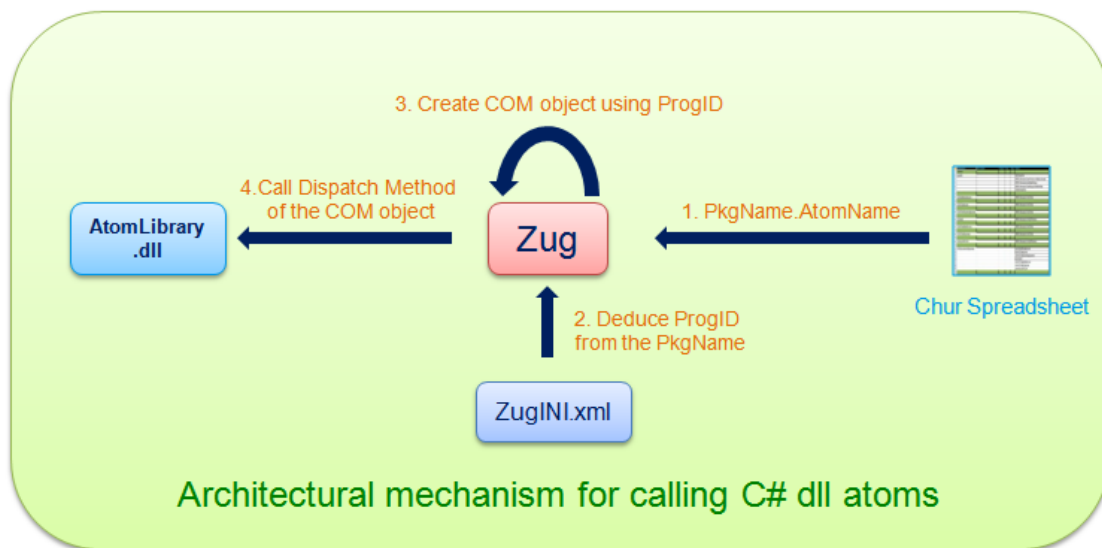 3. Create COM object using ProgID
4.Call Dispatch Method
of the COM object
1. PkgName.AtomName
AtomLibrary
.dll
Zug
Chur Spreadsheet
2. Deduce ProgID
from the PkgName
ZugINI.xml
Architectural mechanism for calling C# dll atoms